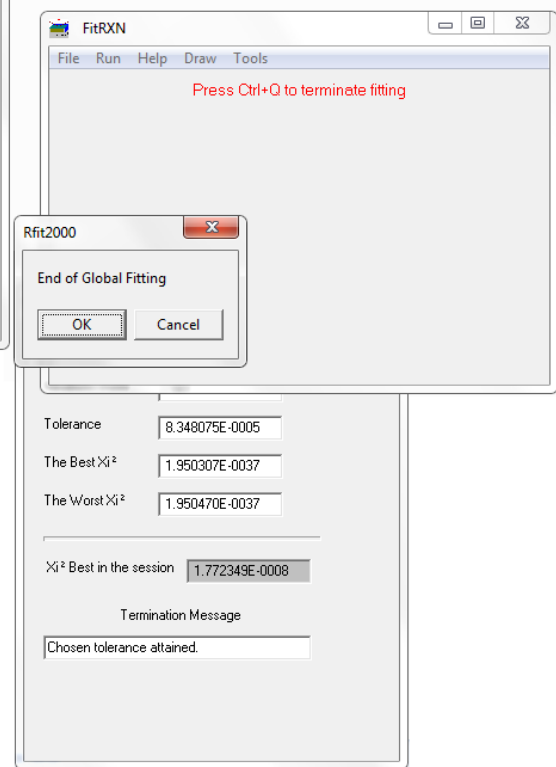 FitRXN
File Run Help Draw Tools
Press Ctrl+Q to terminate fitting
Rfit2000
End of Global Fitting
OK Cancel
Tolerance 8.348075E-0005
The Best Xi² 1.950307E-0037
The Worst Xi² 1.950470E-0037
Xi² Best in the session 1.772349E-0008
Termination Message
Chosen tolerance attained.